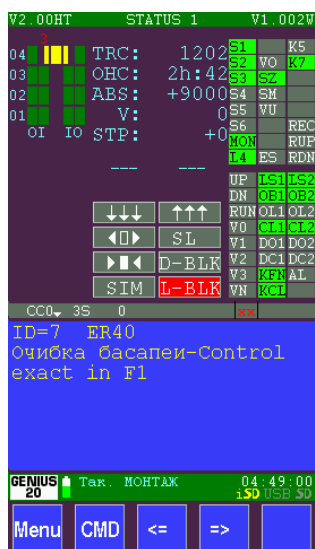 V2.00HT STATUS 1 V1.002W
3
04 TRC: 1202 S1 K5
03 OHC: 2h:42 S2 VO K7
02 ABS: +9000 S3 SZ
01 V: 0 S4 SM
OI IO STP: +0 S5 VU
S6 REC
MON RUP
L4 ES RDN
--- ---
UP LS1 LS2
DN OB1 OB2
↓↓↓ ↑↑↑ RUN OL1 OL2
◀▯▶ SL V0 CL1 CL2
▶▮◀ D-BLK V1 DO1 DO2
SIM L-BLK V2 DC1 DC2
V3 KFN AL
VN KCL
CC0 3S 0 xx
ID=7 ER40
Очибка басапеи-Control
exact in F1
GENIUS 20 Так. МОНТАЖ 04:49:00
iSD USB SD
Menu CMD <= =>